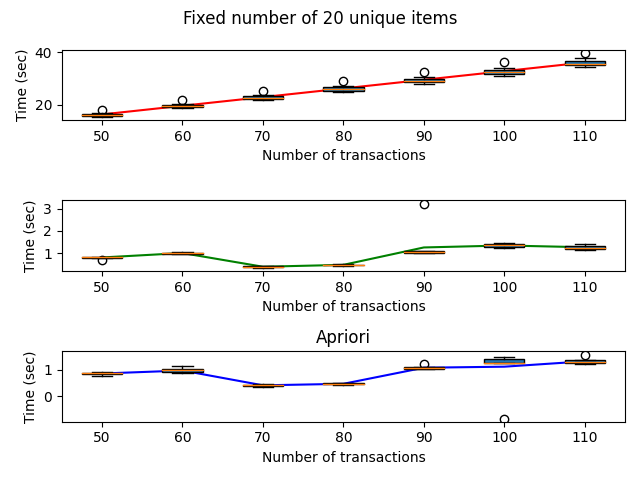 Fixed number of 20 unique items
40
20
Time (sec)
50 60 70 80 90 100 110
Number of transactions
3
2
1
Time (sec)
50 60 70 80 90 100 110
Number of transactions
Apriori
1
0
Time (sec)
50 60 70 80 90 100 110
Number of transactions